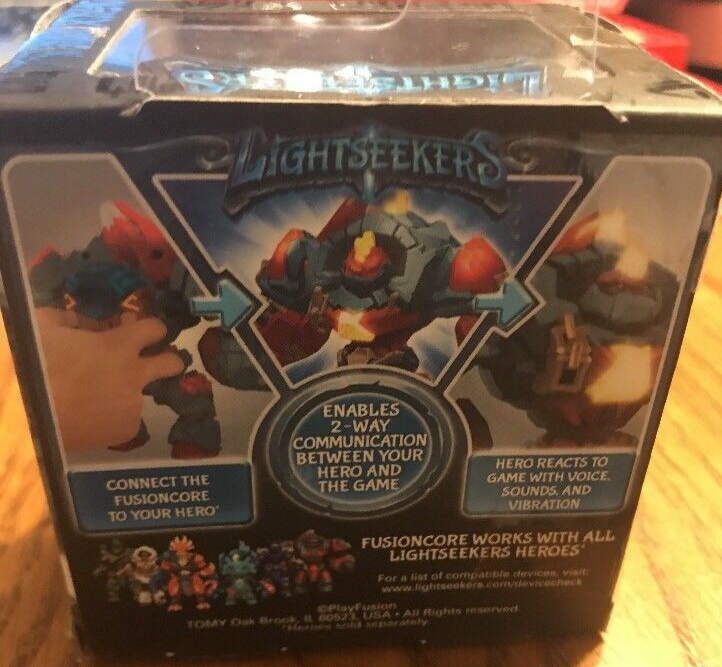 LIGHTSEEKERS
LIGHTSEEKERS
ENABLES
2-WAY
COMMUNICATION
BETWEEN YOUR
HERO AND
THE GAME
CONNECT THE
FUSIONCORE
TO YOUR HERO*
HERO REACTS TO
GAME WITH VOICE,
SOUNDS, AND
VIBRATION
FUSIONCORE WORKS WITH ALL
LIGHTSEEKERS HEROES*
For a list of compatible devices, visit:
www.lightseekers.com/devicecheck
©PlayFusion
TOMY Oak Brook, IL 60523, USA • All Rights reserved
*Heroes sold separately.